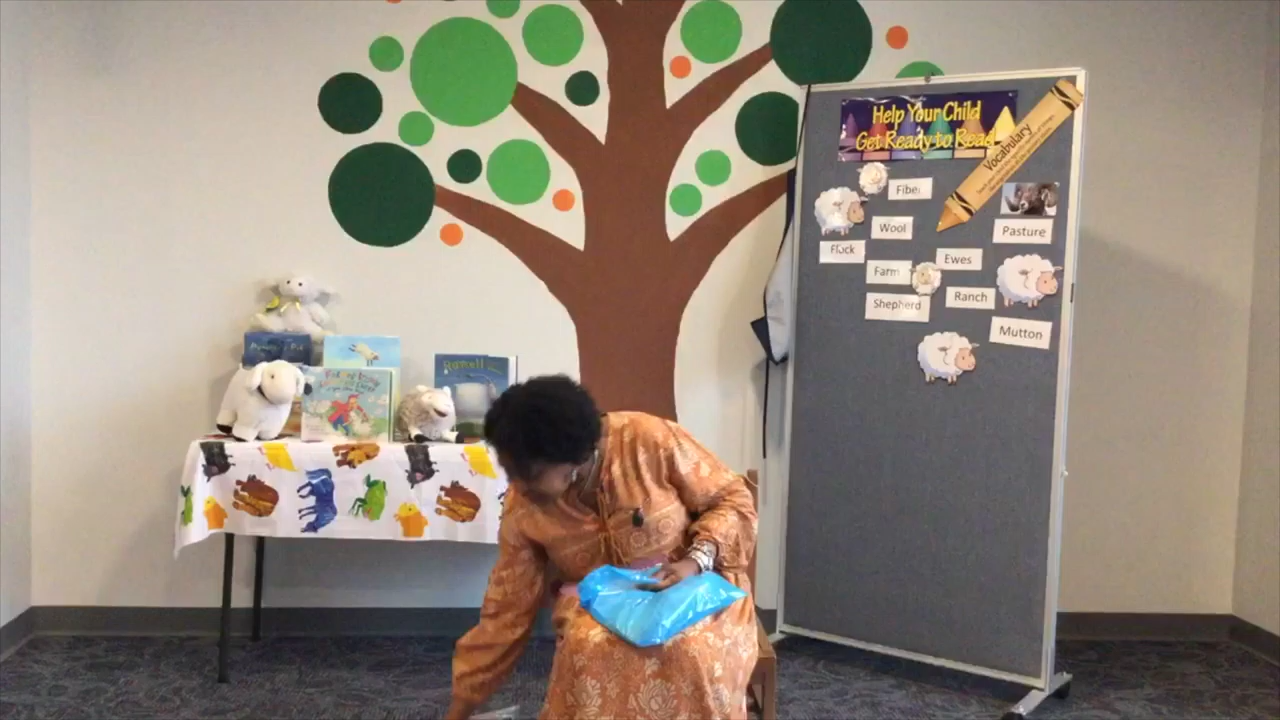 Help Your Child
Get Ready to Read
Vocabulary
Fiber
Wool
Pasture
Flock
Ewes
Farm
Ranch
Shepherd
Mutton
Russell